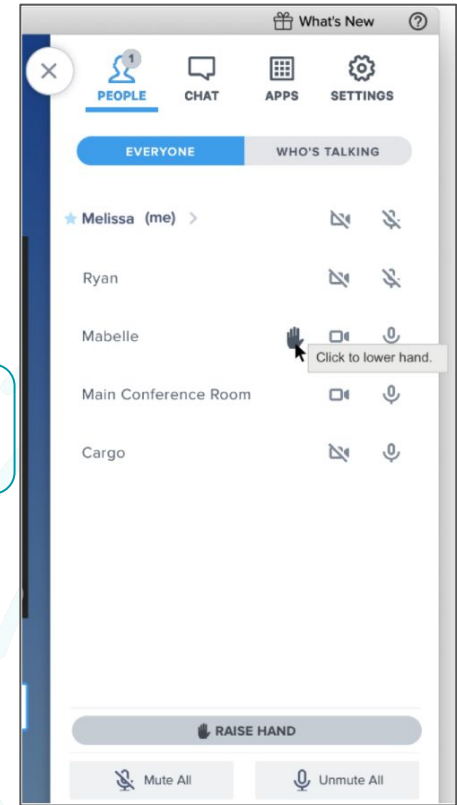 What's New
1
PEOPLE CHAT APPS SETTINGS
EVERYONE WHO'S TALKING
Melissa (me)
Ryan
Mabelle
Click to lower hand.
Main Conference Room
Cargo
RAISE HAND
Mute All Unmute All